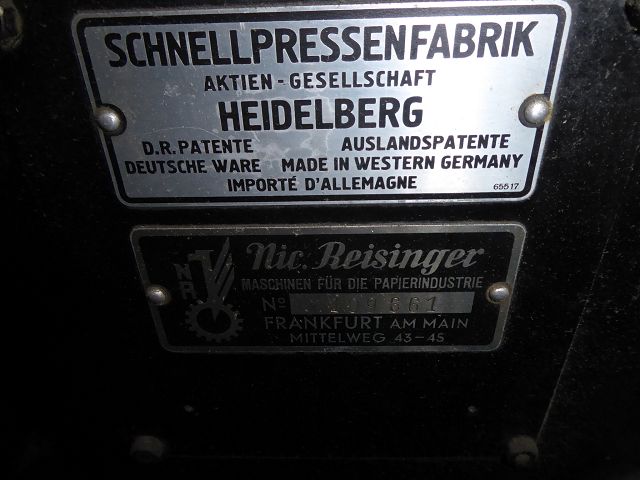 SCHNELLPRESSENFABRIK
AKTIEN - GESELLSCHAFT
HEIDELBERG
D.R. PATENTE AUSLANDSPATENTE
DEUTSCHE WARE MADE IN WESTERN GERMANY
IMPORTÉ D'ALLEMAGNE 65517
NR
Nic. Reisinger
MASCHINEN FÜR DIE PAPIERINDUSTRIE
Nº
FRANKFURT AM MAIN
MITTELWEG 43-45